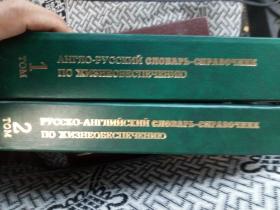 1
ТОМ
АНГЛО-РУССКИЙ СЛОВАРЬ-СПРАВОЧНИК
ПО ЖИЗНЕОБЕСПЕЧЕНИЮ
2
ТОМ
РУССКО-АНГЛИЙСКИЙ СЛОВАРЬ-СПРАВОЧНИК
ПО ЖИЗНЕОБЕСПЕЧЕНИЮ